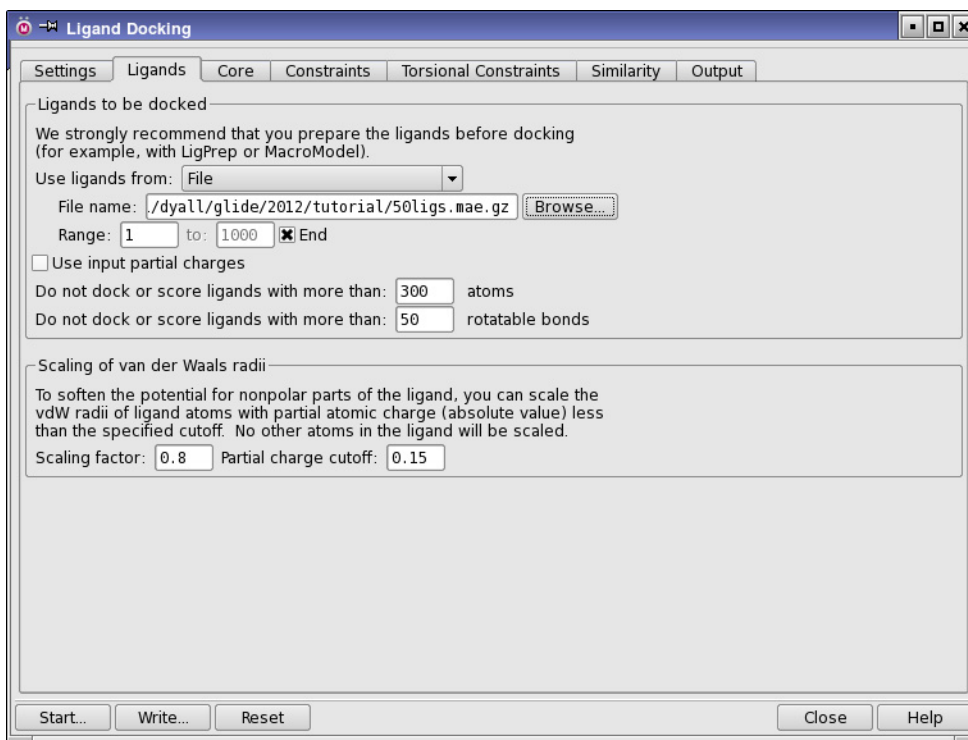 Ligand Docking
Settings Ligands Core Constraints Torsional Constraints Similarity Output
Ligands to be docked
We strongly recommend that you prepare the ligands before docking
(for example, with LigPrep or MacroModel).
Use ligands from: File
File name: ./dyall/glide/2012/tutorial/50ligs.mae.gz Browse...
Range: 1 to: 1000 End
Use input partial charges
Do not dock or score ligands with more than: 300 atoms
Do not dock or score ligands with more than: 50 rotatable bonds
Scaling of van der Waals radii
To soften the potential for nonpolar parts of the ligand, you can scale the
vdW radii of ligand atoms with partial atomic charge (absolute value) less
than the specified cutoff. No other atoms in the ligand will be scaled.
Scaling factor: 0.8 Partial charge cutoff: 0.15
Start... Write... Reset Close Help